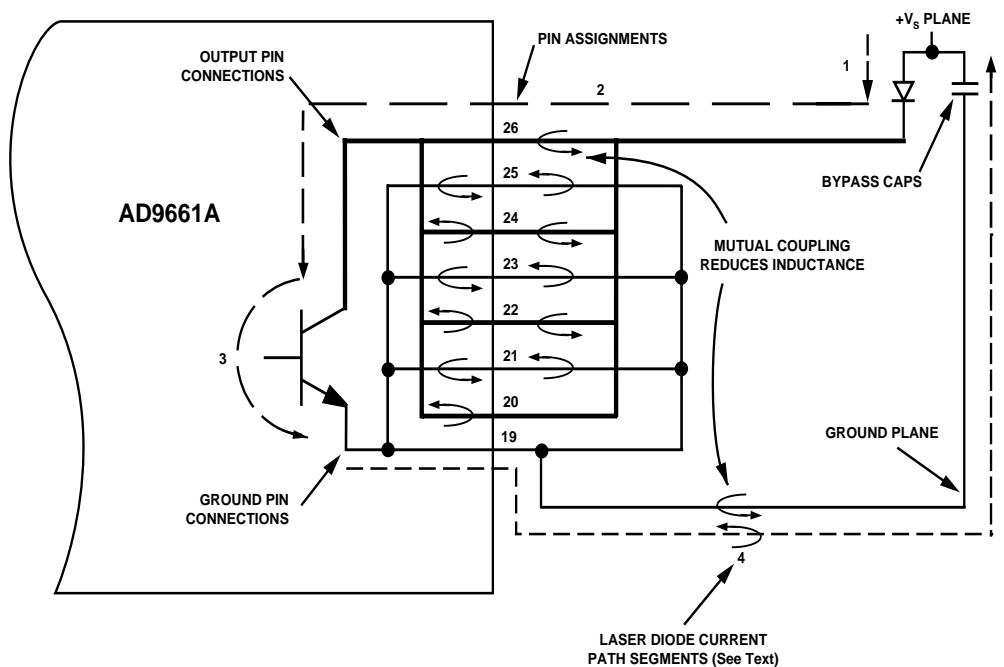 +VS PLANE
PIN ASSIGNMENTS
OUTPUT PIN
CONNECTIONS
1
2
26
25
BYPASS CAPS
AD9661A
24
MUTUAL COUPLING
REDUCES INDUCTANCE
23
22
3
21
20
19
GROUND PLANE
GROUND PIN
CONNECTIONS
4
LASER DIODE CURRENT
PATH SEGMENTS (See Text)